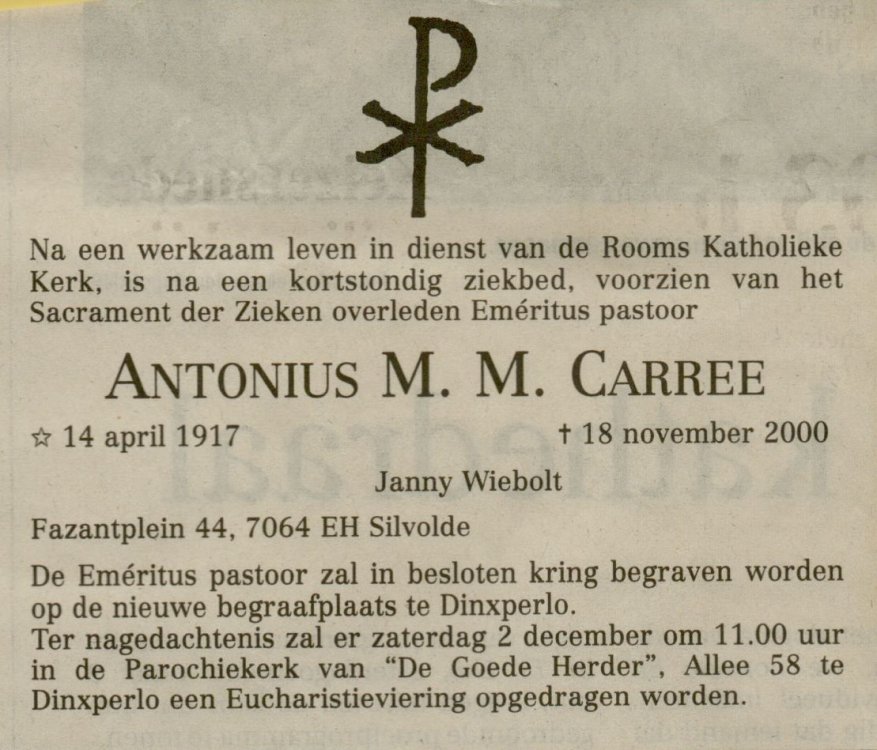 Na een werkzaam leven in dienst van de Rooms Katholieke
Kerk, is na een kortstondig ziekbed, voorzien van het
Sacrament der Zieken overleden Eméritus pastoor
ANTONIUS M. M. CARREE
☆ 14 april 1917 † 18 november 2000
Janny Wiebolt
Fazantplein 44, 7064 EH Silvolde
De Eméritus pastoor zal in besloten kring begraven worden
op de nieuwe begraafplaats te Dinxperlo.
Ter nagedachtenis zal er zaterdag 2 december om 11.00 uur
in de Parochiekerk van “De Goede Herder”, Allee 58 te
Dinxperlo een Eucharistieviering opgedragen worden.